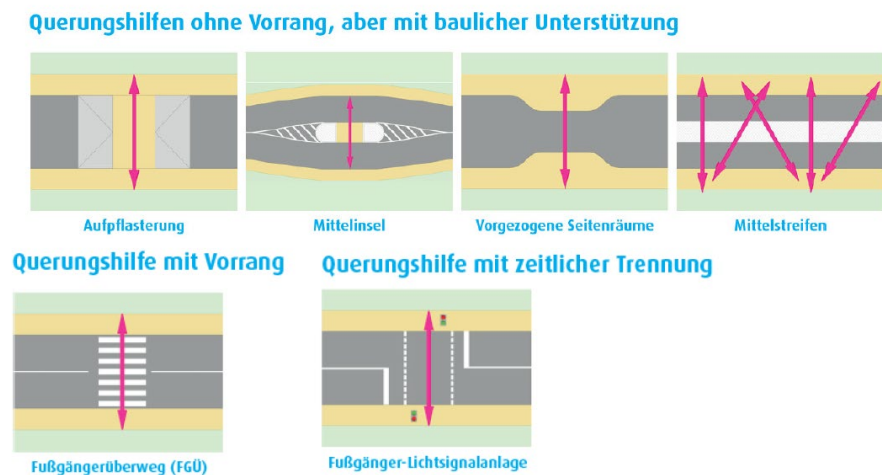 Querungshilfen ohne Vorrang, aber mit baulicher Unterstützung
Aufpflasterung
Mittelinsel
Vorgezogene Seitenräume
Mittelstreifen
Querungshilfe mit Vorrang
Querungshilfe mit zeitlicher Trennung
Fußgängerüberweg (FGÜ)
Fußgänger-Lichtsignalanlage